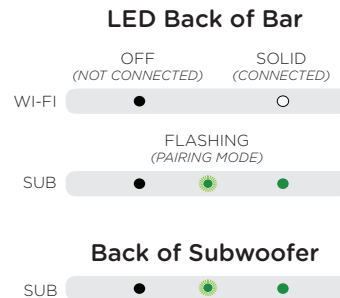 LED Back of Bar
OFF SOLID
(NOT CONNECTED) (CONNECTED)
WI-FI
FLASHING
(PAIRING MODE)
SUB
Back of Subwoofer
SUB